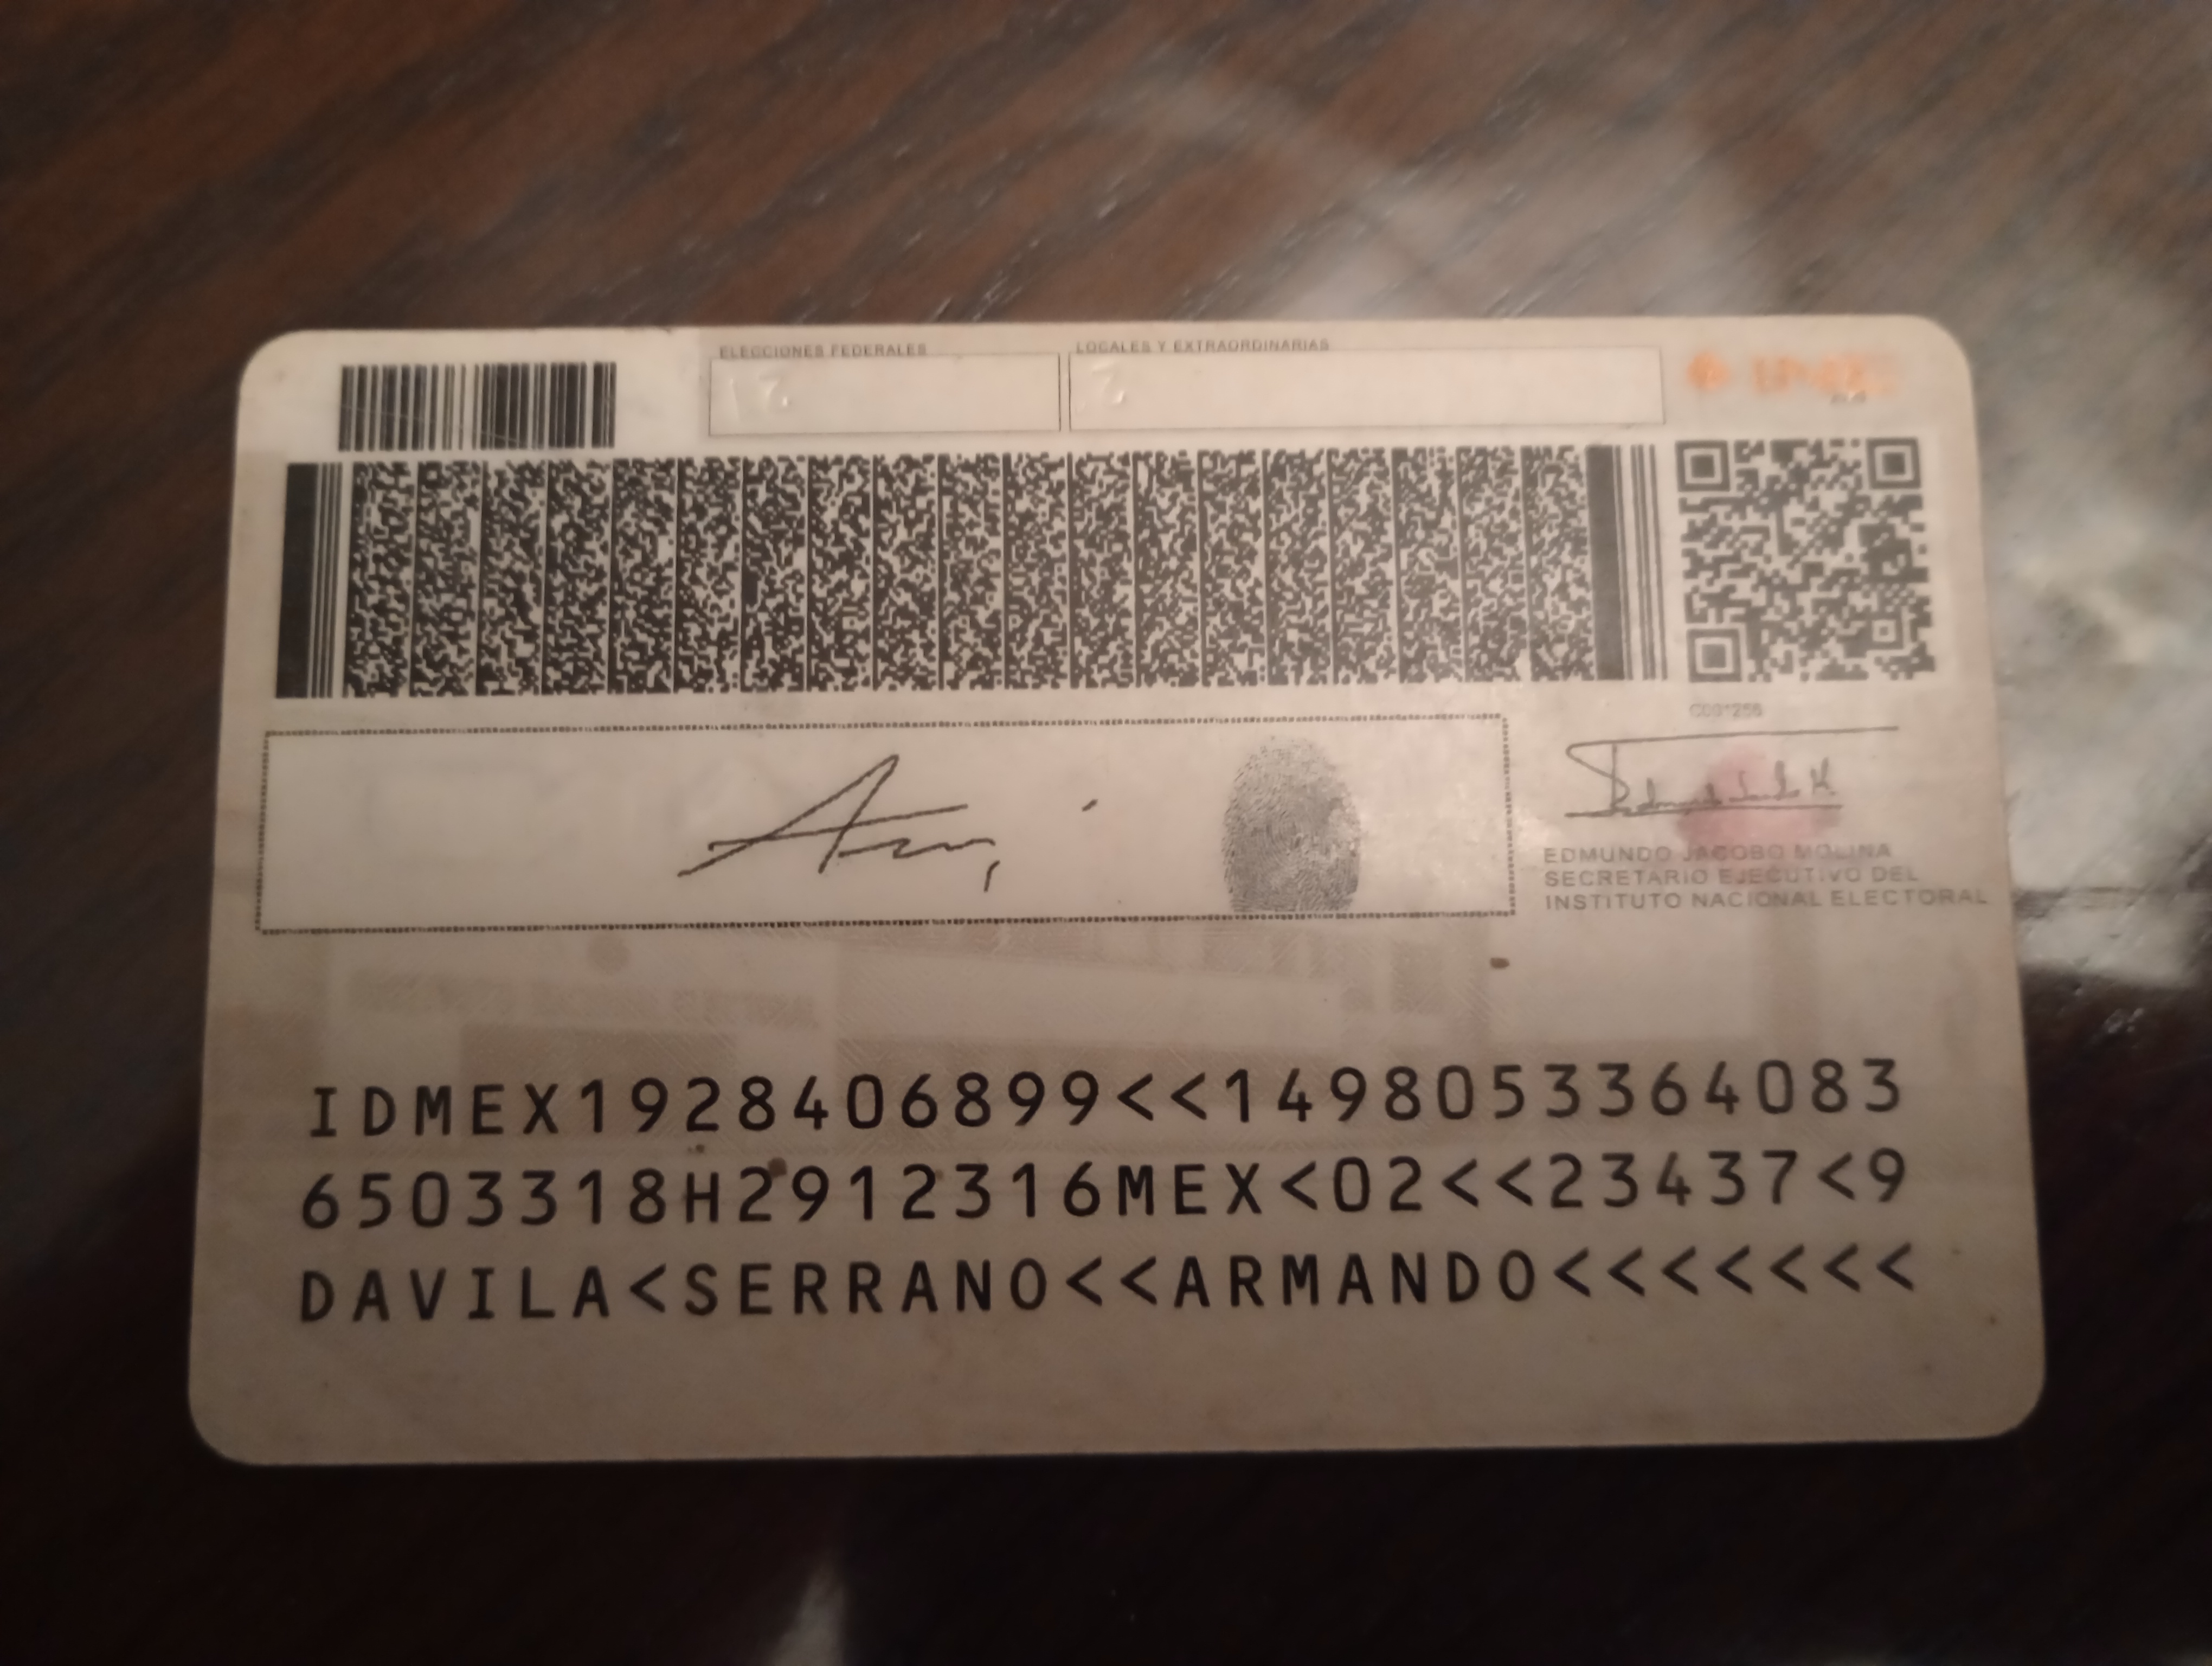 ELECCIONES FEDERALES
LOCALES Y EXTRAORDINARIAS
INE
EDMUNDO JACOBO MOLINA
SECRETARIO EJECUTIVO DEL
INSTITUTO NACIONAL ELECTORAL
IDMEX1928406899<<1498053364083
6503318H2912316MEX<02<<23437<9
DAVILA<SERRANO<<ARMANDO<<<<<<<